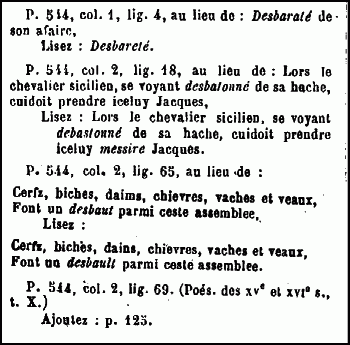 P. 544, col. 1, lig. 4, au lieu de : Desbaraté de
son afaire,
Lisez : Desbareté.
P. 544, col. 2, lig. 18, au lieu de : Lors le
chevalier sicilien, se voyant desbatonné de sa hache,
cuidoit prendre iceluy Jacques,
Lisez : Lors le chevalier sicilien, se voyant
debastonné de sa hache, cuidoit prendre
iceluy messire Jacques.
P. 544, col. 2, lig. 65, au lieu de :
Cerfz, biches, daims, chievres, vaches et veaux,
Font un desbaut parmi ceste assemblee,
Lisez :
Cerfz, biches, dains, chievres, vaches et veaux,
Font un desbault parmi ceste assemblee.
P. 544, col. 2, lig. 69. (Poés. des xvᵉ et xvıᵉ s.,
t. X.)
Ajoutez : p. 125.